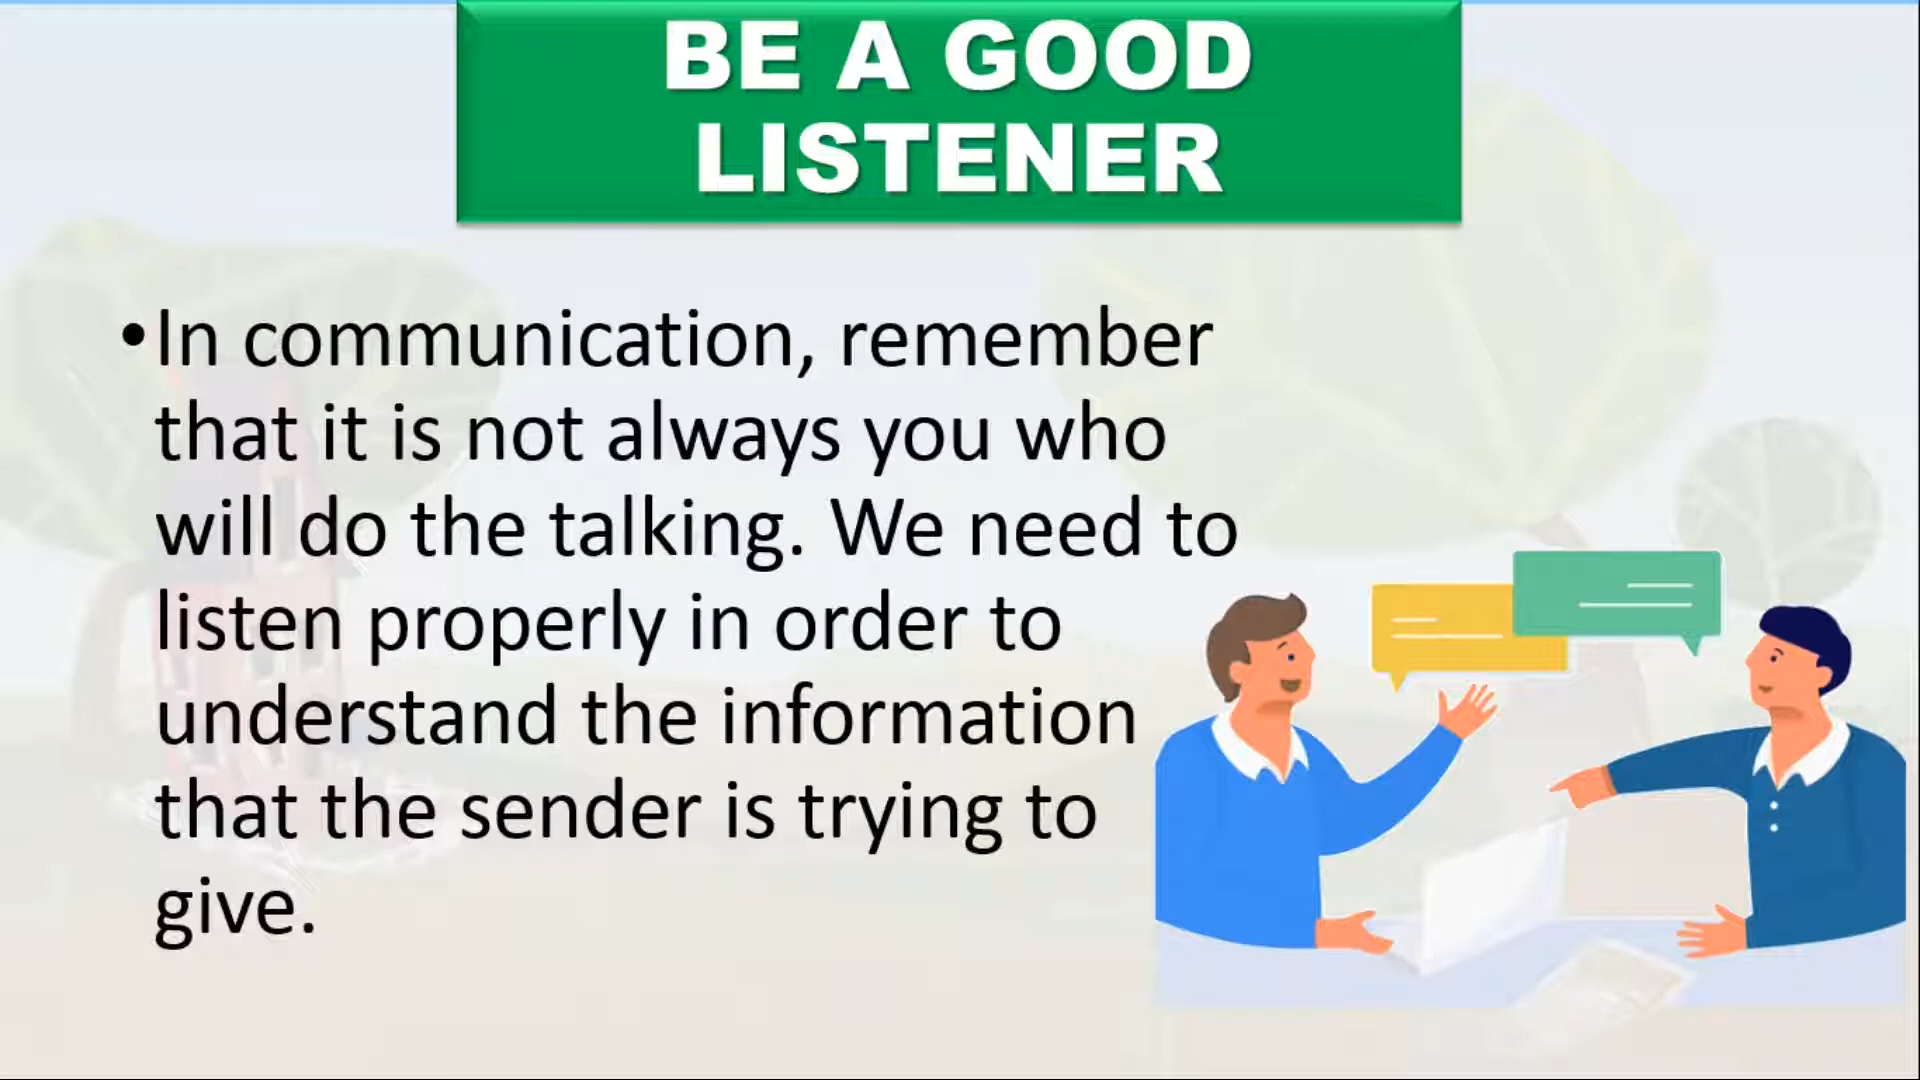 BE A GOOD
LISTENER
•In communication, remember
that it is not always you who
will do the talking. We need to
listen properly in order to
understand the information
that the sender is trying to
give.